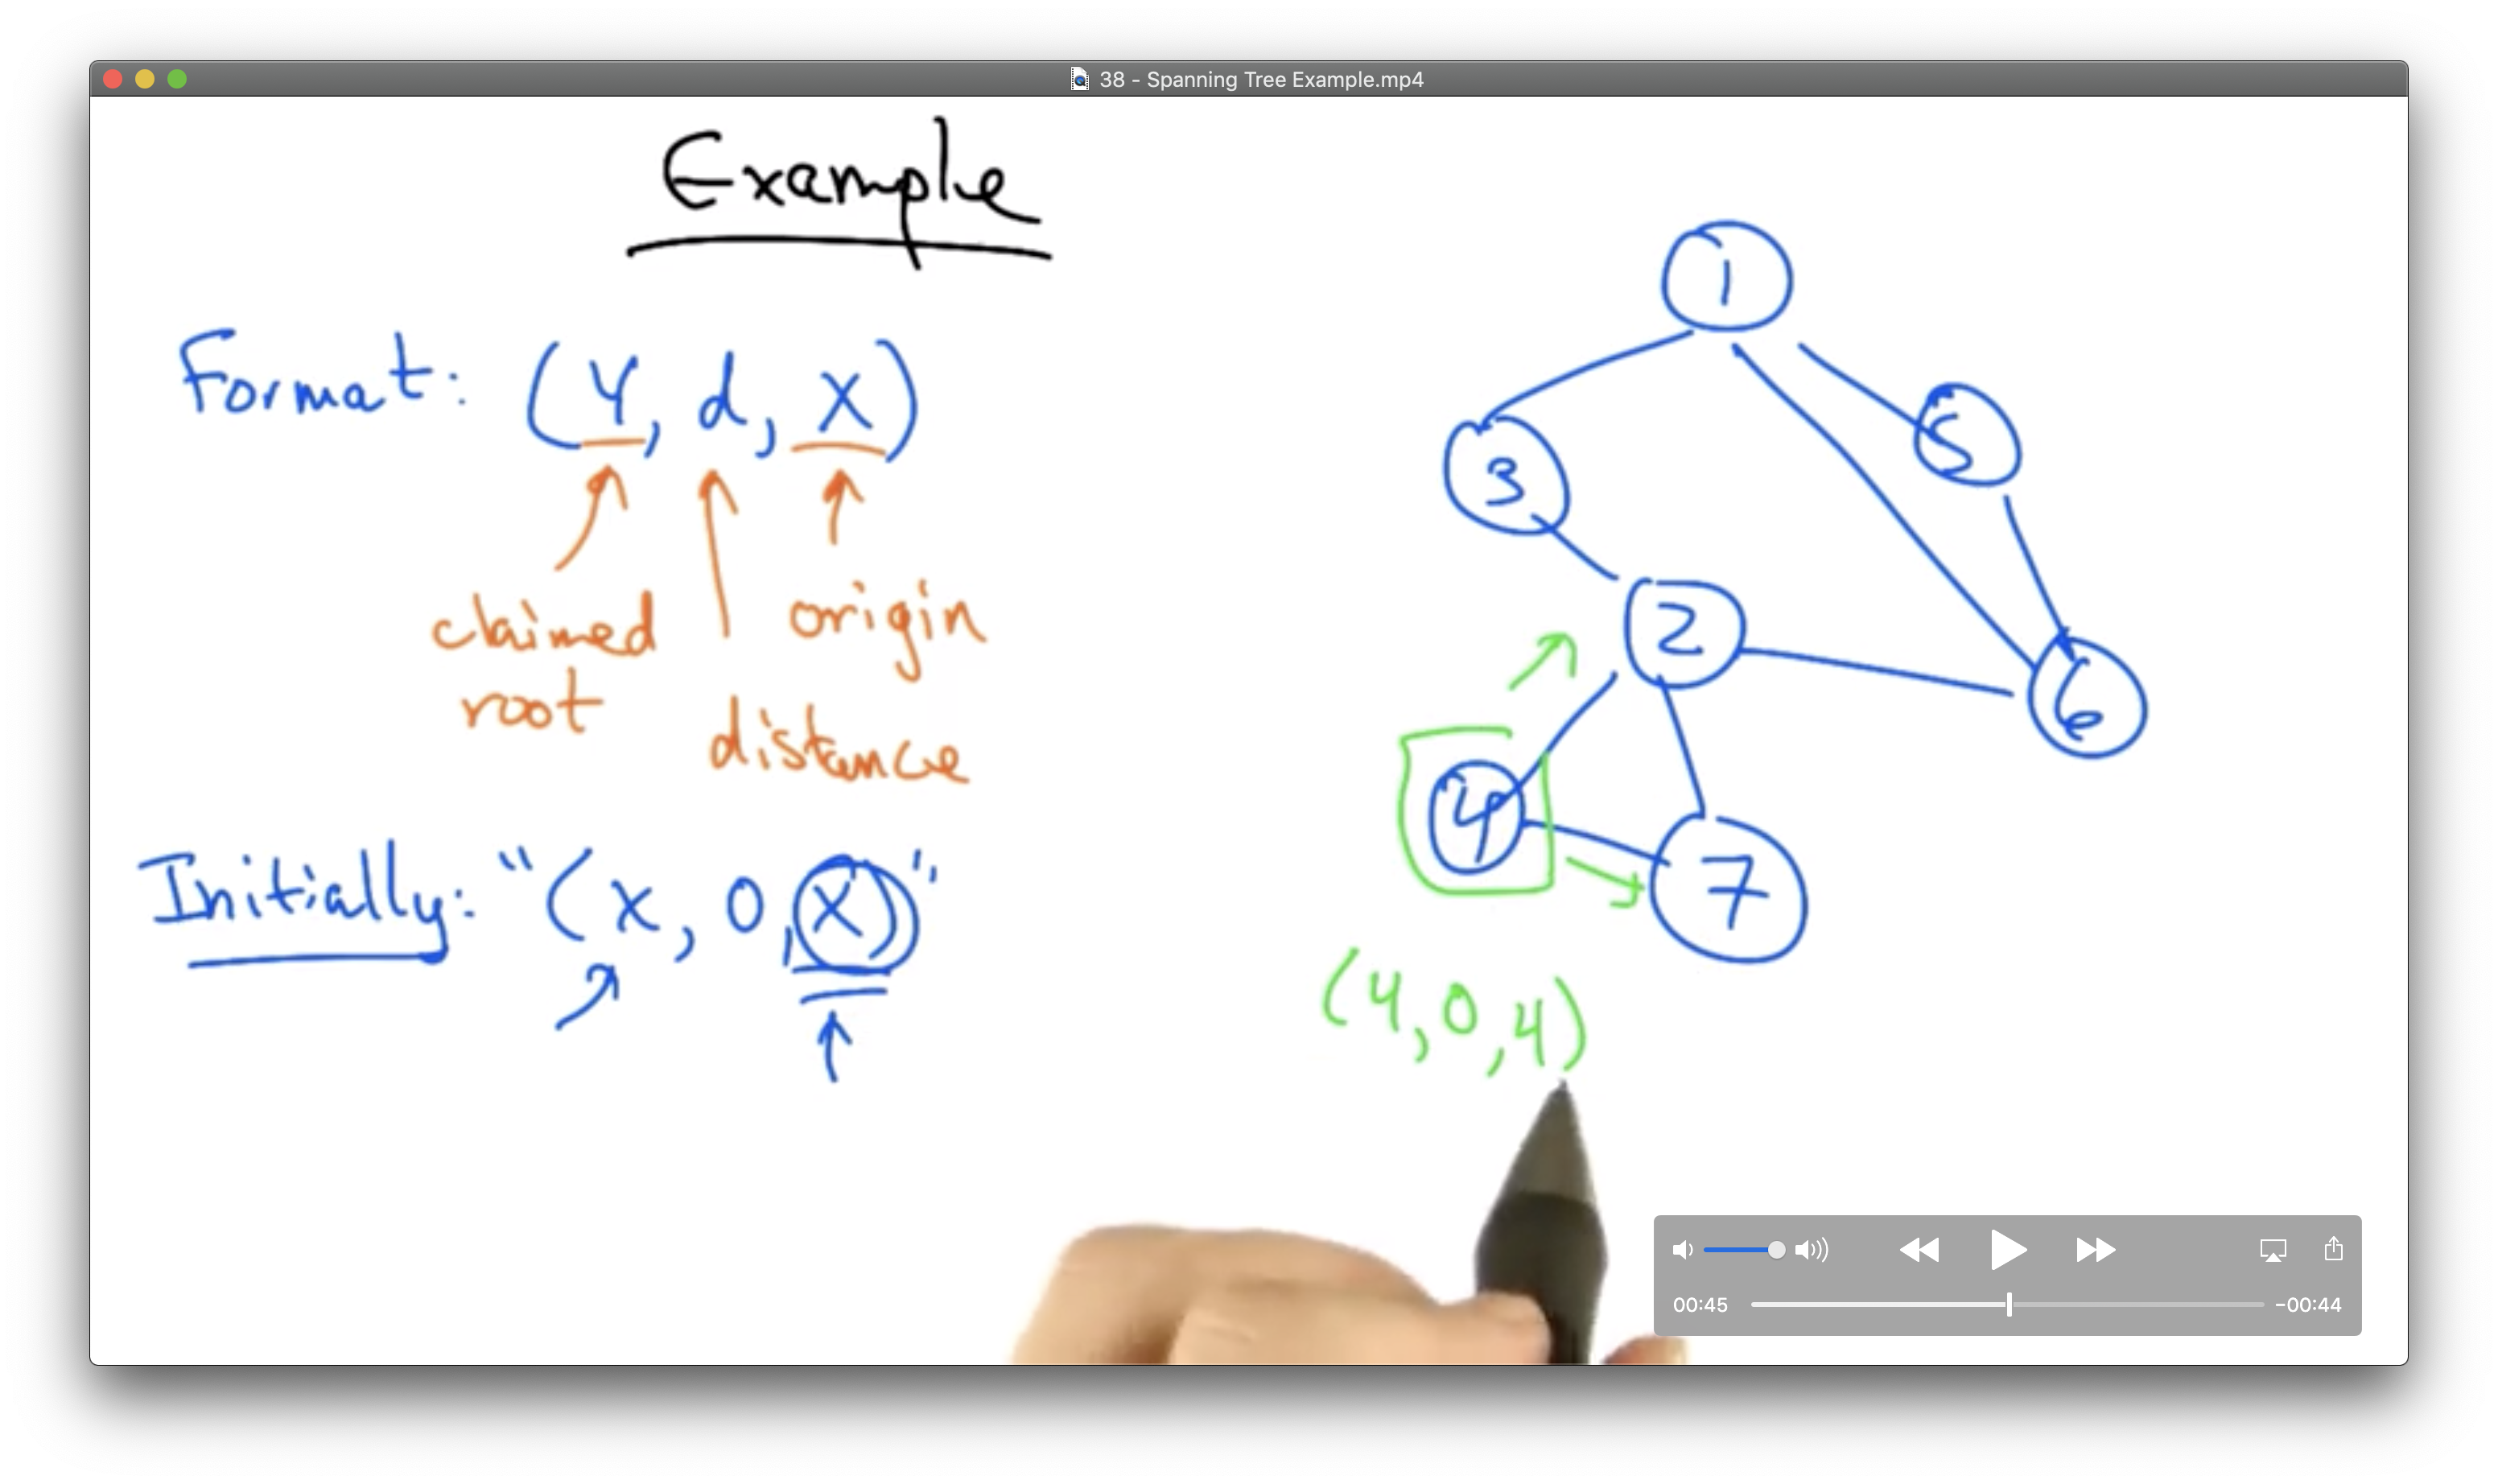 38 - Spanning Tree Example.mp4
Example
Format: (Y, d, X)
claimed root
origin
distance
Initially: "(x, 0, X)"
1
3
5
2
6
4
7
(4,0,4)
00:45
-00:44